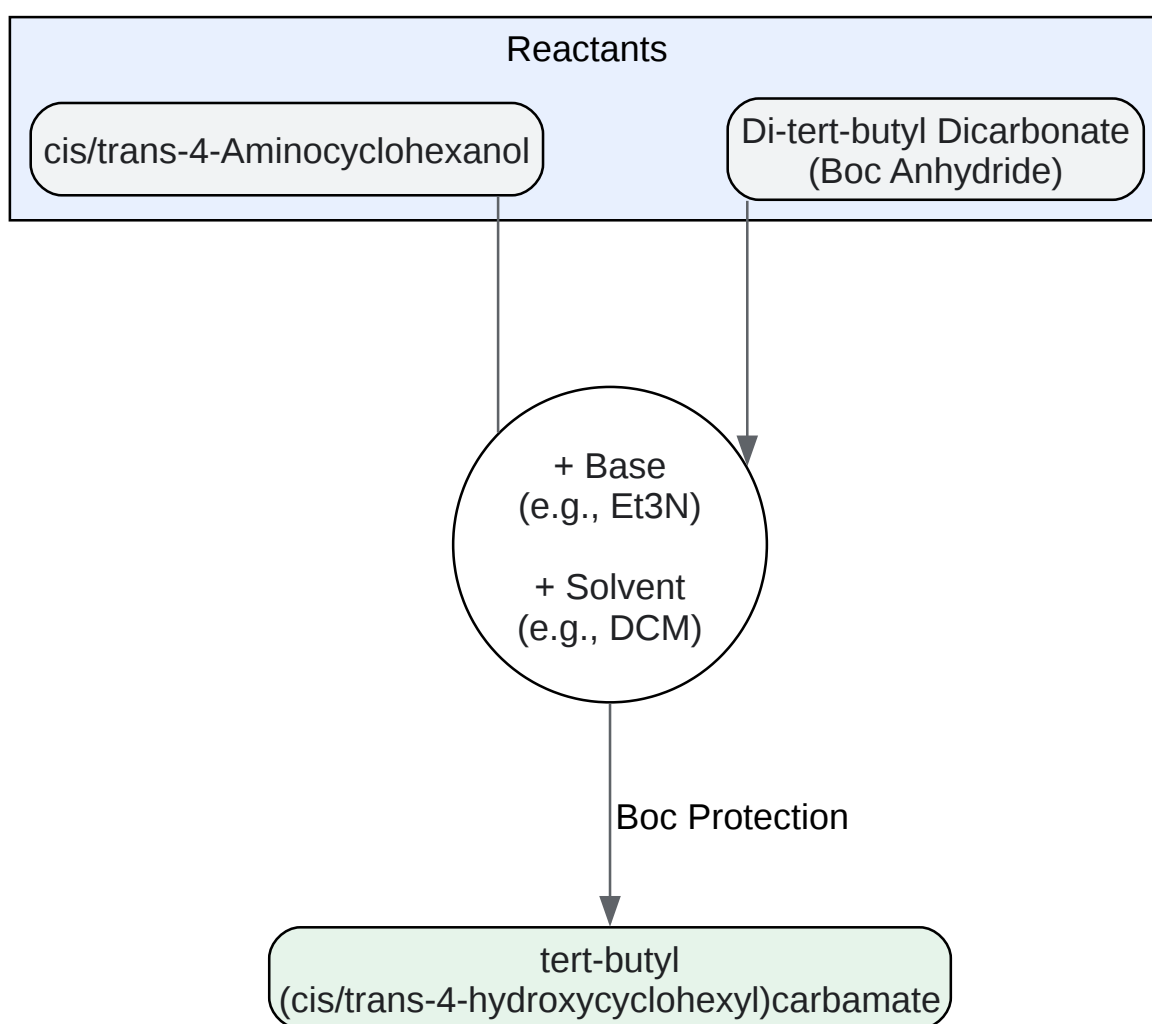 Reactants
cis/trans-4-Aminocyclohexanol
Di-tert-butyl Dicarbonate
(Boc Anhydride)
+ Base
(e.g., Et3N)
+ Solvent
(e.g., DCM)
Boc Protection
tert-butyl
(cis/trans-4-hydroxycyclohexyl)carbamate